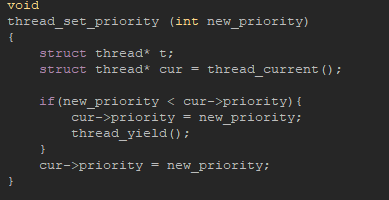 void
thread_set_priority (int new_priority)
{
    struct thread* t;
    struct thread* cur = thread_current();

    if(new_priority < cur->priority){
        cur->priority = new_priority;
        thread_yield();
    }
    cur->priority = new_priority;
}